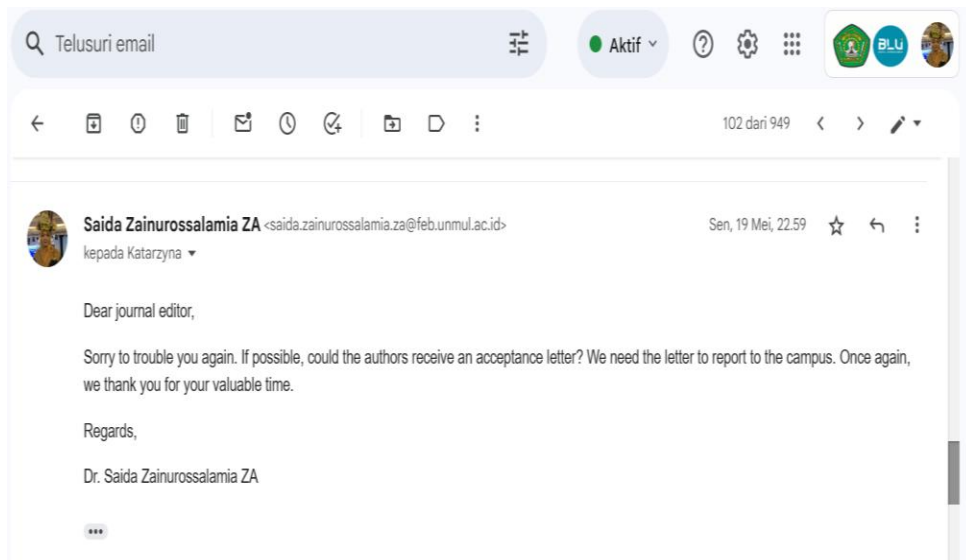 Telusuri email
Aktif
BLU
102 dari 949
Saida Zainurossalamia ZA <saida.zainurossalamia.za@feb.unmul.ac.id>
Sen, 19 Mei, 22.59
kepada Katarzyna
Dear journal editor,
Sorry to trouble you again. If possible, could the authors receive an acceptance letter? We need the letter to report to the campus. Once again,
we thank you for your valuable time.
Regards,
Dr. Saida Zainurossalamia ZA